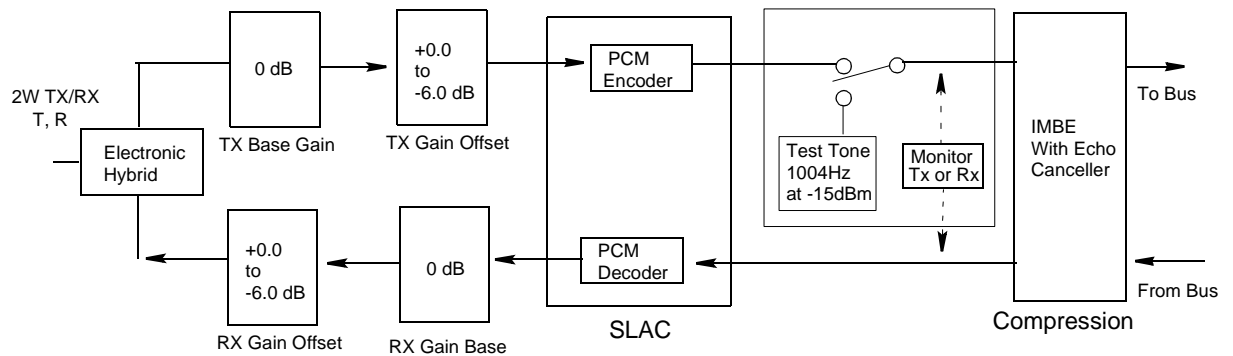 2W TX/RX
T, R
Electronic
Hybrid
0 dB
TX Base Gain
+0.0
to
-6.0 dB
TX Gain Offset
PCM
Encoder
Test Tone
1004Hz
at -15dBm
Monitor
Tx or Rx
IMBE
With Echo
Canceller
To Bus
From Bus
Compression
PCM
Decoder
SLAC
0 dB
RX Gain Base
+0.0
to
-6.0 dB
RX Gain Offset